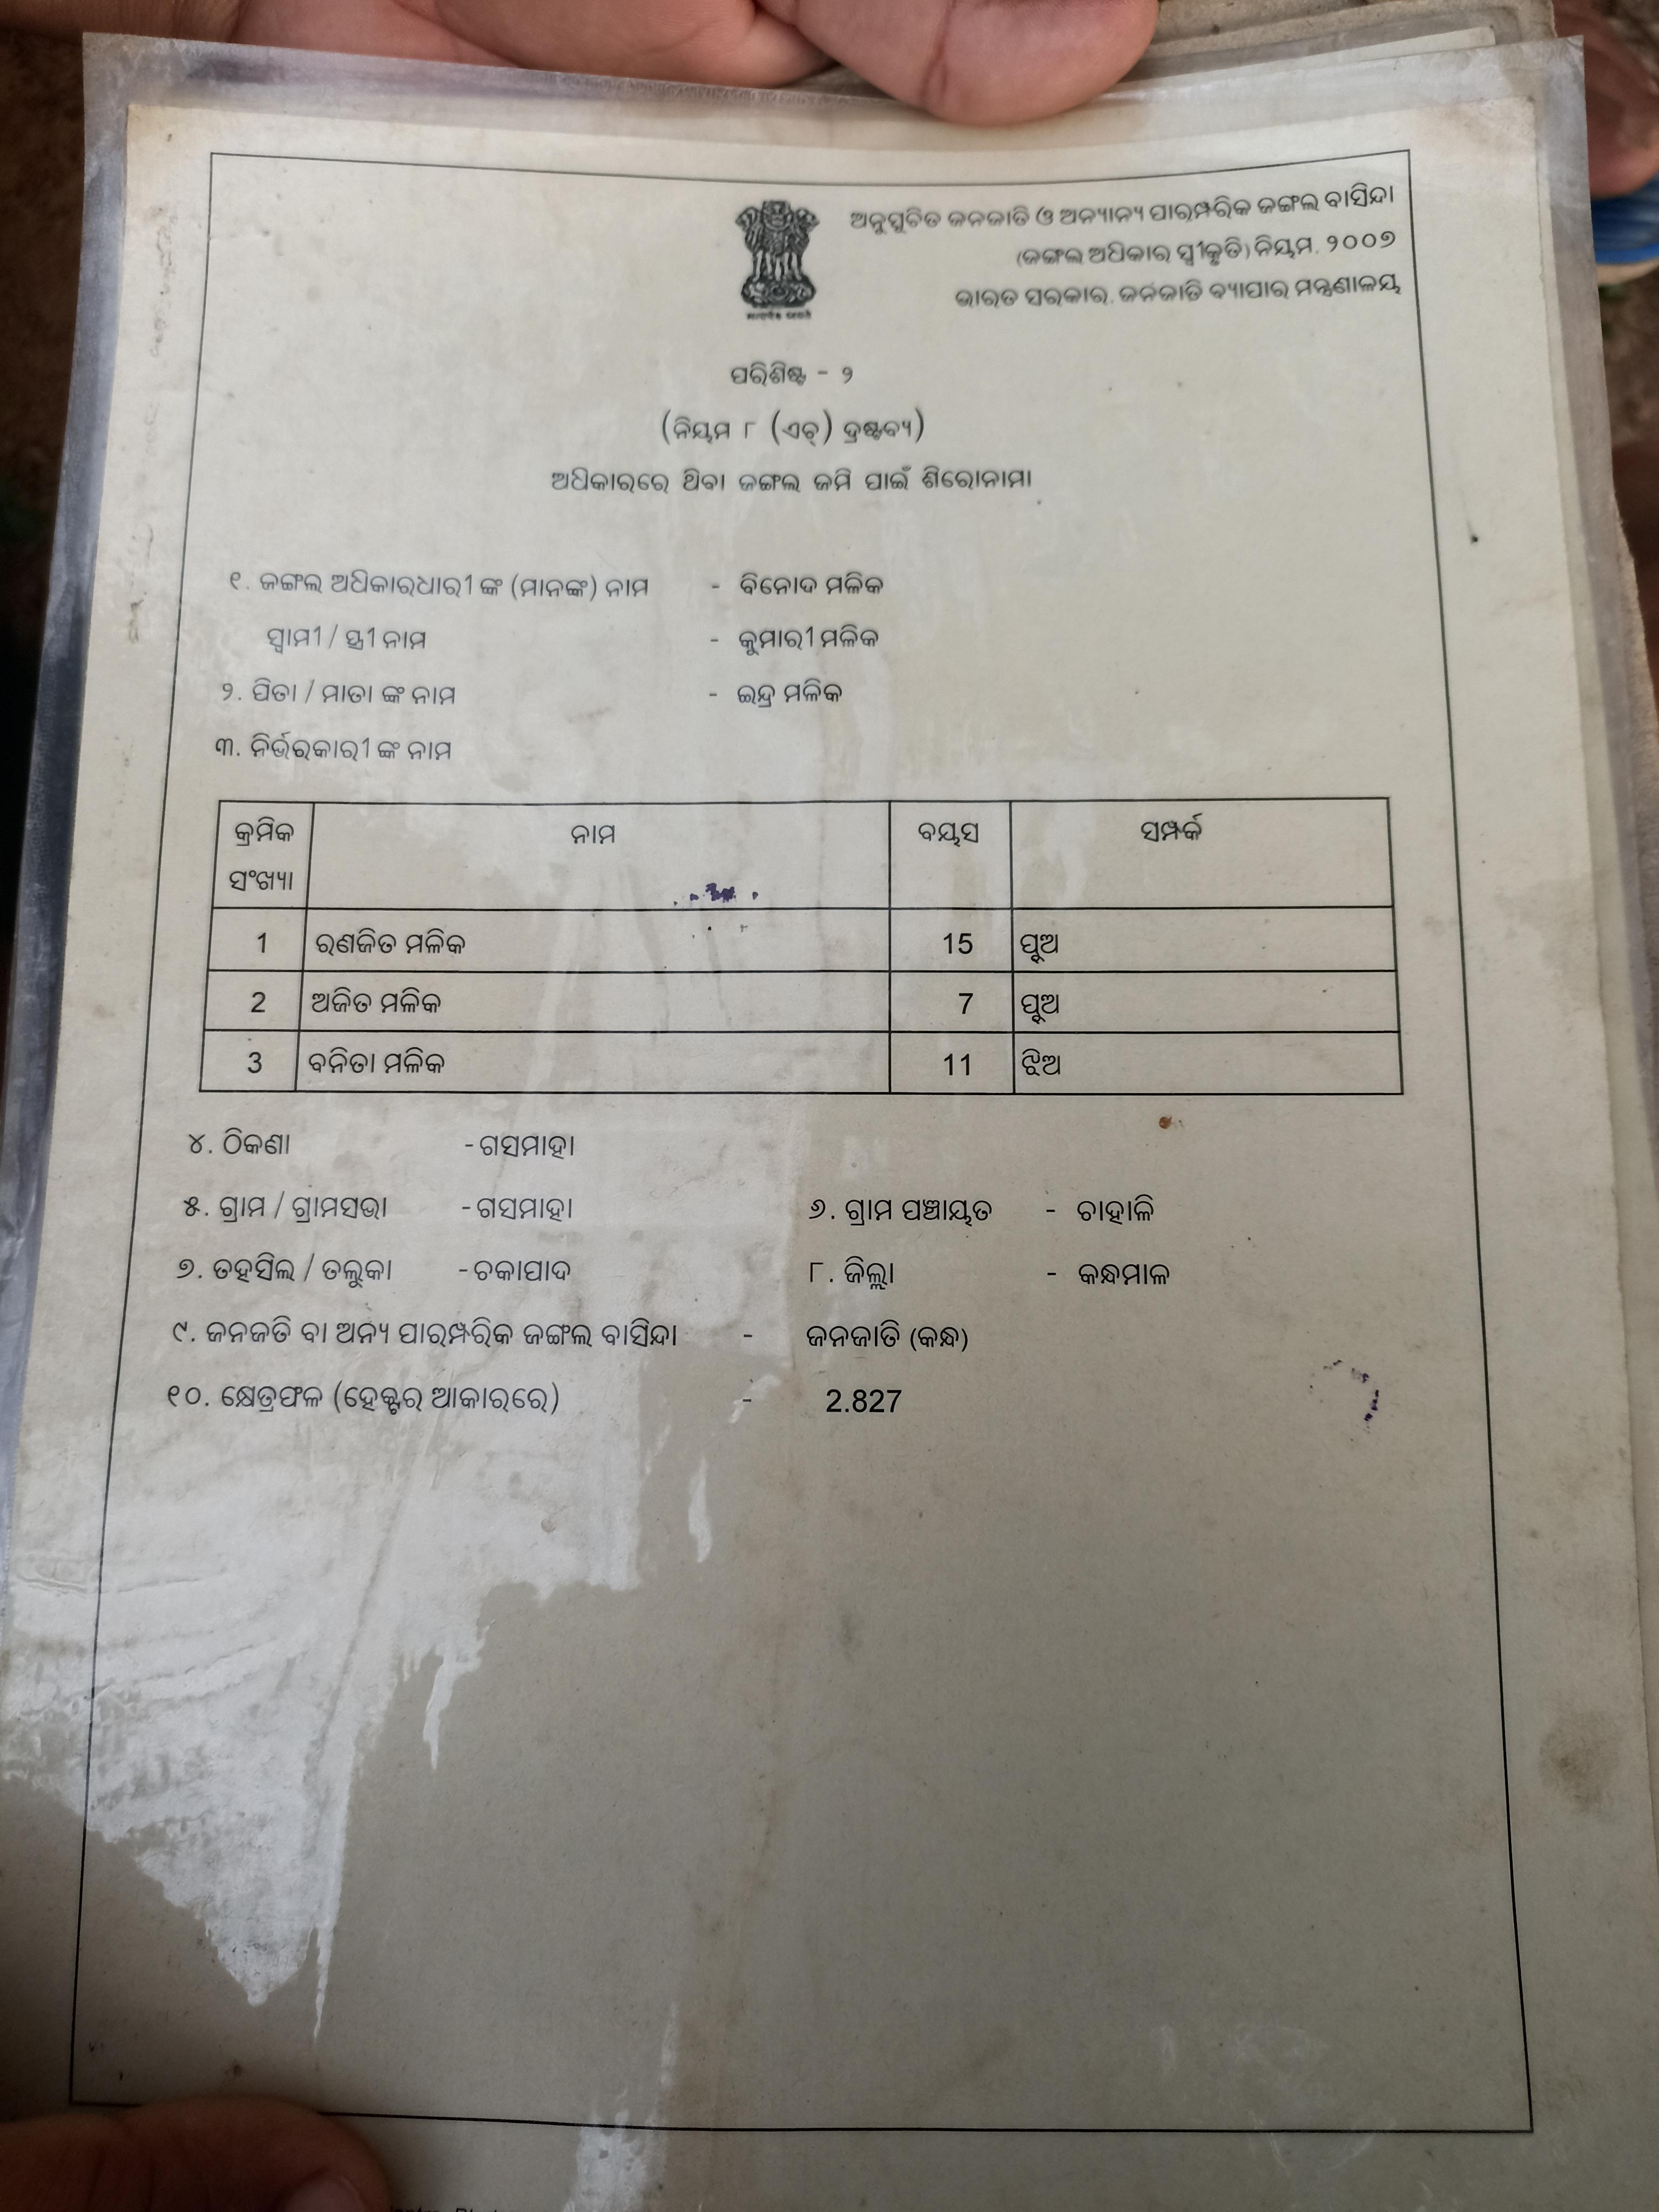 ଅନୁସୂଚିତ ଜନଜାତି ଓ ଅନ୍ୟାନ୍ୟ ପାରମ୍ପରିକ ଜଙ୍ଗଲ ବାସିନ୍ଦା
(ଜଙ୍ଗଲ ଅଧିକାର ସ୍ୱୀକୃତି) ନିୟମ, ୨୦୦୭
ଭାରତ ସରକାର, ଜନଜାତି ବ୍ୟାପାର ମନ୍ତ୍ରଣାଳୟ
ପରିଶିଷ୍ଟ - ୨
(ନିୟମ ୮ (ଏଚ୍) ଦ୍ରଷ୍ଟବ୍ୟ)
ଅଧିକାରରେ ଥିବା ଜଙ୍ଗଲ ଜମି ପାଇଁ ଶିରୋନାମା
୧. ଜଙ୍ଗଲ ଅଧିକାରଧାରୀ ଙ୍କ (ମାନଙ୍କ) ନାମ - ବିନୋଦ ମଳିକ
ସ୍ୱାମୀ / ସ୍ତ୍ରୀ ନାମ - କୁମାରୀ ମଳିକ
୨. ପିତା / ମାତା ଙ୍କ ନାମ - ଇନ୍ଦ୍ର ମଳିକ
୩. ନିର୍ଭରକାରୀ ଙ୍କ ନାମ
କ୍ରମିକ ସଂଖ୍ୟା ନାମ ବୟସ ସମ୍ପର୍କ
1 ରଣଜିତ ମଳିକ 15 ପୁଅ
2 ଅଜିତ ମଳିକ 7 ପୁଅ
3 ବନିତା ମଳିକ 11 ଝିଅ
୪. ଠିକଣା - ଗସମାହା
୫. ଗ୍ରାମ / ଗ୍ରାମସଭା - ଗସମାହା ୬. ଗ୍ରାମ ପଞ୍ଚାୟତ - ଚାହାଳି
୭. ତହସିଲ / ତଲୁକା - ଚକାପାଦ ୮. ଜିଲ୍ଲା - କନ୍ଧମାଳ
୯. ଜନଜତି ବା ଅନ୍ୟ ପାରମ୍ପରିକ ଜଙ୍ଗଲ ବାସିନ୍ଦା - ଜନଜାତି (କନ୍ଧ)
୧୦. କ୍ଷେତ୍ରଫଳ (ହେକ୍ଟର ଆକାରରେ) - 2.827